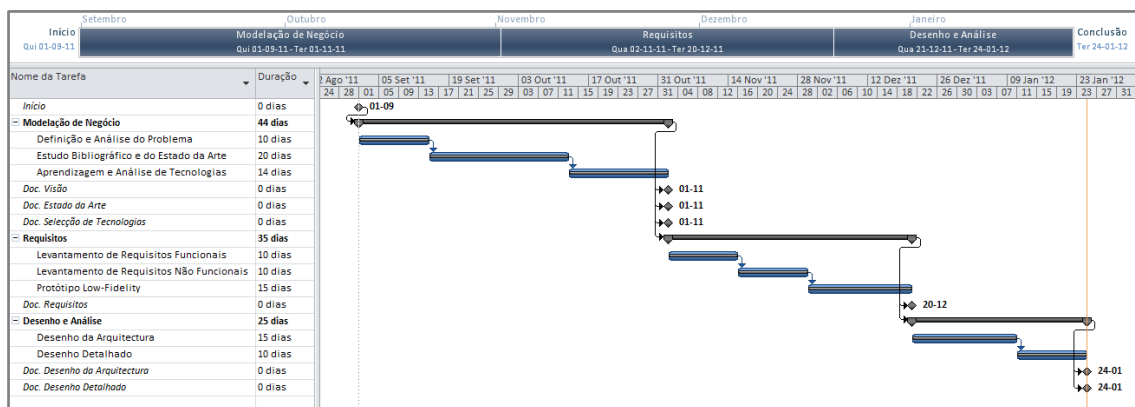 Setembro Outubro Novembro Dezembro Janeiro
Início Modelação de Negócio Requisitos Desenho e Análise Conclusão
Qui 01-09-11 Qui 01-09-11 - Ter 01-11-11 Qua 02-11-11 - Ter 20-12-11 Qua 21-12-11 - Ter 24-01-12 Ter 24-01-12
Nome da Tarefa Duração 2 Ago '11 05 Set '11 19 Set '11 03 Out '11 17 Out '11 31 Out '11 14 Nov '11 28 Nov '11 12 Dez '11 26 Dez '11 09 Jan '12 23 Jan '12
24 28 01 05 09 13 17 21 25 29 03 07 11 15 19 23 27 31 04 08 12 16 20 24 28 02 06 10 14 18 22 26 30 03 07 11 15 19 23 27 31
Início 0 dias 01-09
Modelação de Negócio 44 dias
Definição e Análise do Problema 10 dias
Estudo Bibliográfico e do Estado da Arte 20 dias
Aprendizagem e Análise de Tecnologias 14 dias
Doc. Visão 0 dias 01-11
Doc. Estado da Arte 0 dias 01-11
Doc. Selecção de Tecnologias 0 dias 01-11
Requisitos 35 dias
Levantamento de Requisitos Funcionais 10 dias
Levantamento de Requisitos Não Funcionais 10 dias
Protótipo Low-Fidelity 15 dias
Doc. Requisitos 0 dias 20-12
Desenho e Análise 25 dias
Desenho da Arquitectura 15 dias
Desenho Detalhado 10 dias
Doc. Desenho da Arquitectura 0 dias 24-01
Doc. Desenho Detalhado 0 dias 24-01